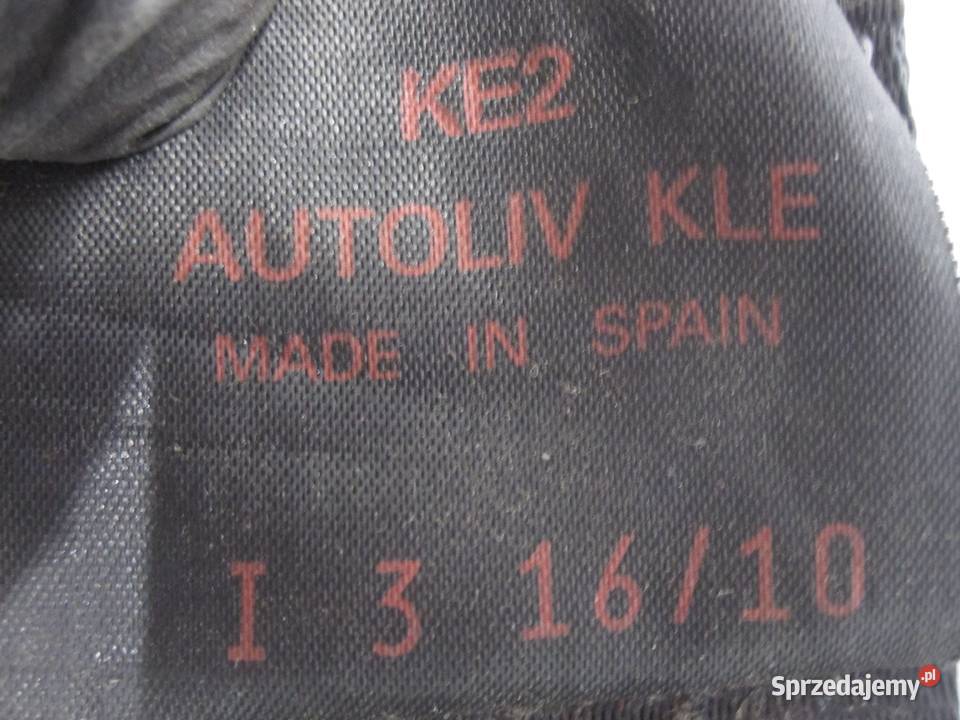 KE2
AUTOLIV KLE
MADE IN SPAIN
I 3 16/10
Sprzedajemy.pl